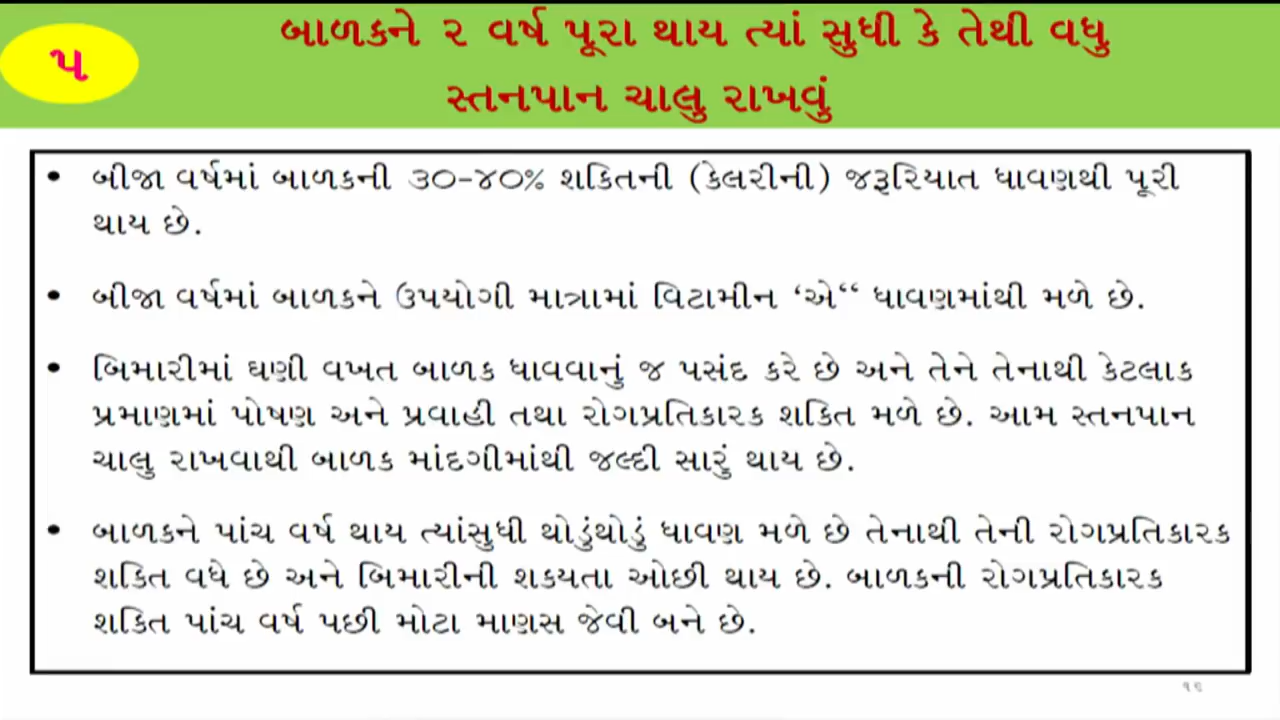 ૫
બાળકને ૨ વર્ષ પૂરા થાય ત્યાં સુધી કે તેથી વધુ
સ્તનપાન ચાલુ રાખવું
• બીજા વર્ષમાં બાળકની ૩૦-૪૦% શકિતની (કેલરીની) જરૂરિયાત ધાવણથી પૂરી
થાય છે.
• બીજા વર્ષમાં બાળકને ઉપયોગી માત્રામાં વિટામીન ‘એ“ ધાવણમાંથી મળે છે.
• બિમારીમાં ઘણી વખત બાળક ધાવવાનું જ પસંદ કરે છે અને તેને તેનાથી કેટલાક
પ્રમાણમાં પોષણ અને પ્રવાહી તથા રોગપ્રતિકારક શકિત મળે છે. આમ સ્તનપાન
ચાલુ રાખવાથી બાળક માંદગીમાંથી જલ્દી સારું થાય છે.
• બાળકને પાંચ વર્ષ થાય ત્યાંસુધી થોડુંથોડું ધાવણ મળે છે તેનાથી તેની રોગપ્રતિકારક
શકિત વધે છે અને બિમારીની શકયતા ઓછી થાય છે. બાળકની રોગપ્રતિકારક
શકિત પાંચ વર્ષ પછી મોટા માણસ જેવી બને છે.